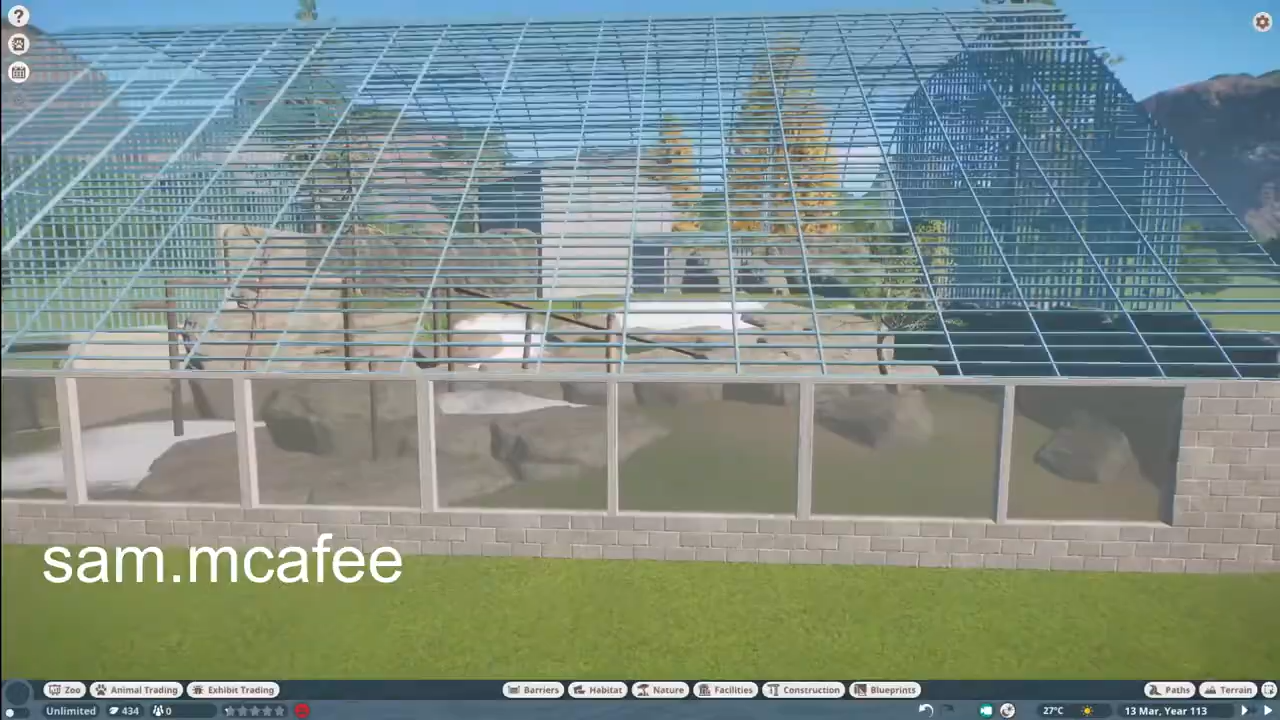 ?
sam.mcafee
Zoo
Animal Trading
Exhibit Trading
Barriers
Habitat
Nature
Facilities
Construction
Blueprints
Paths
Terrain
Unlimited
434
0
27°C
13 Mar, Year 113